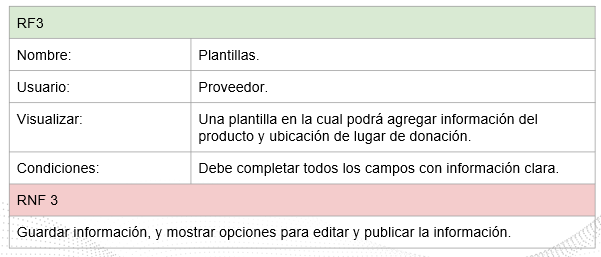 RF3
Nombre: Plantillas.
Usuario: Proveedor.
Visualizar: Una plantilla en la cual podrá agregar información del
producto y ubicación de lugar de donación.
Condiciones: Debe completar todos los campos con información clara.
RNF 3
Guardar información, y mostrar opciones para editar y publicar la información.